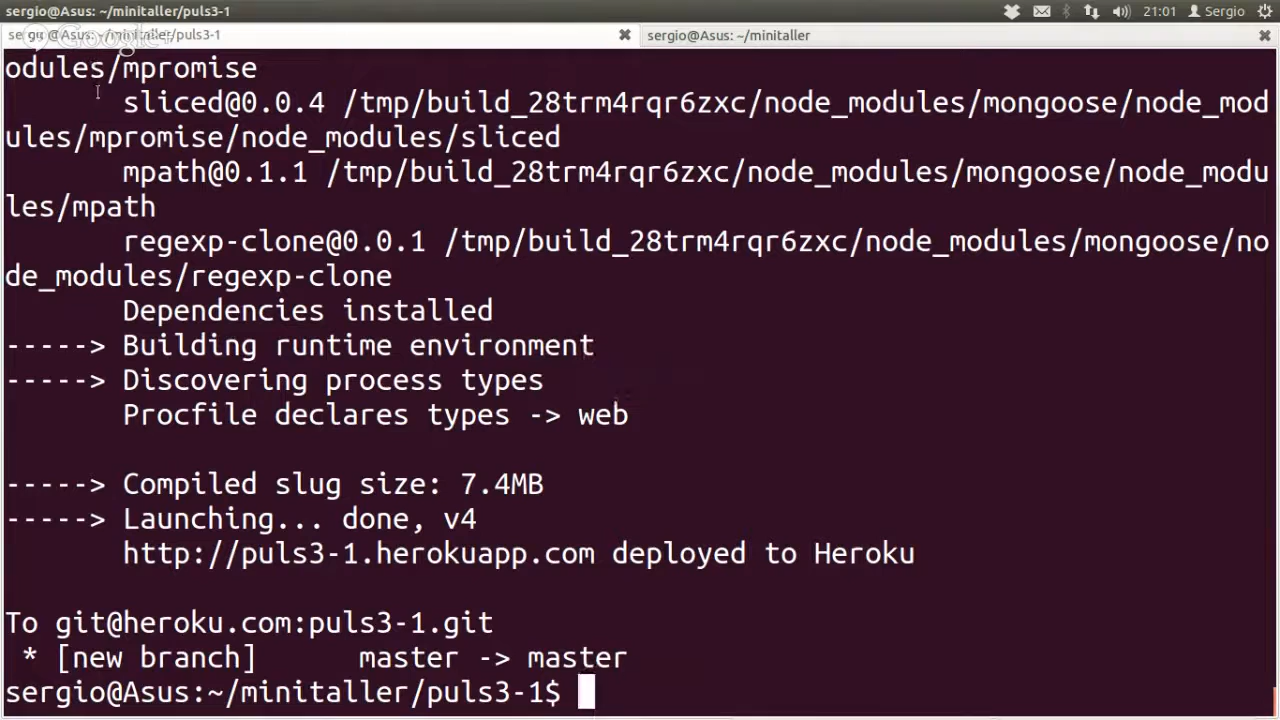 sergio@Asus: ~/minitaller/puls3-1
21:01
Sergio
sergio@Asus: ~/minitaller/puls3-1
sergio@Asus: ~/minitaller
Google+
odules/mpromise
sliced@0.0.4 /tmp/build_28trm4rqr6zxc/node_modules/mongoose/node_mod
ules/mpromise/node_modules/sliced
mpath@0.1.1 /tmp/build_28trm4rqr6zxc/node_modules/mongoose/node_modu
les/mpath
regexp-clone@0.0.1 /tmp/build_28trm4rqr6zxc/node_modules/mongoose/no
de_modules/regexp-clone
Dependencies installed
-----> Building runtime environment
-----> Discovering process types
Procfile declares types -> web
-----> Compiled slug size: 7.4MB
-----> Launching... done, v4
http://puls3-1.herokuapp.com deployed to Heroku
To git@heroku.com:puls3-1.git
* [new branch] master -> master
sergio@Asus:~/minitaller/puls3-1$